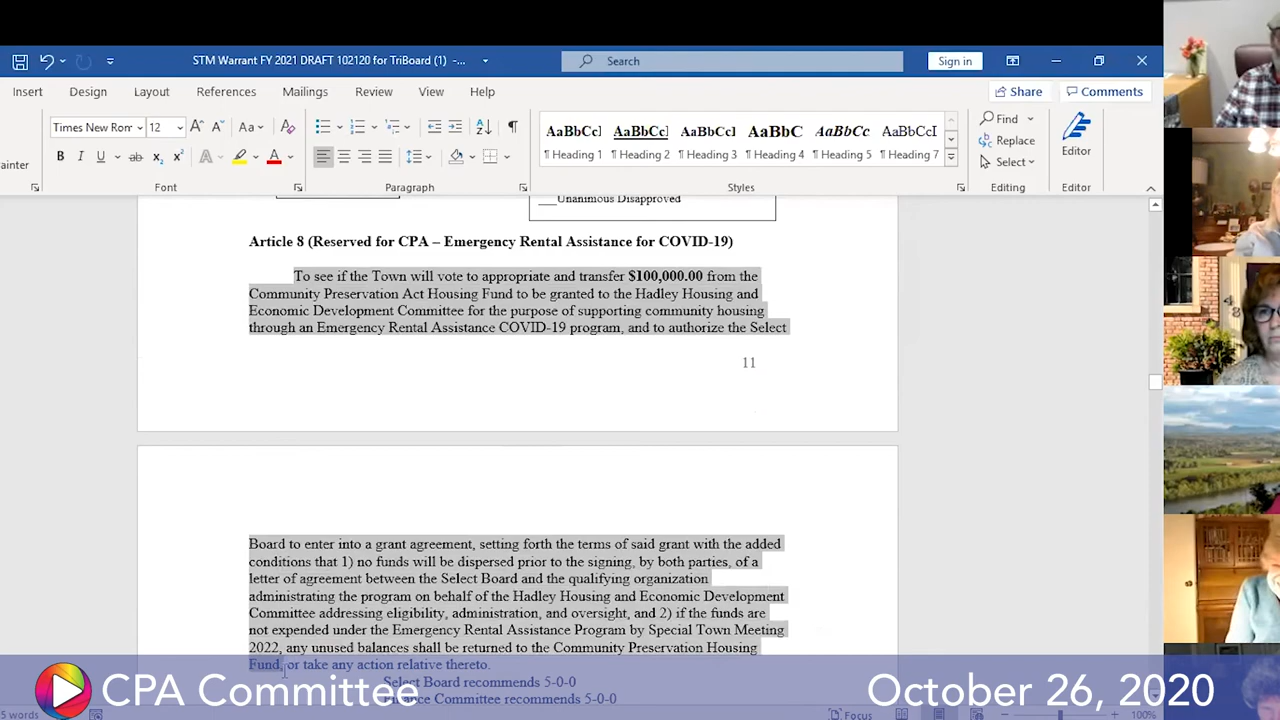 STM Warrant FY 2021 DRAFT 102120 for TriBoard (1) -...
Search
Sign in
Insert
Design
Layout
References
Mailings
Review
View
Help
Share
Comments
ainter
Times New Rom
12
Aa
B I U ab x₂ x²
A
A
Font
Paragraph
AaBbCcI
AaBbCcI
AaBbCcI
AaBbC
AaBbCc
AaBbCcI
¶ Heading 1
¶ Heading 2
¶ Heading 3
¶ Heading 4
¶ Heading 5
¶ Heading 7
Styles
Find
Replace
Select
Editing
Editor
Editor
___Unanimous Disapproved
Article 8 (Reserved for CPA – Emergency Rental Assistance for COVID-19)
To see if the Town will vote to appropriate and transfer $100,000.00 from the
Community Preservation Act Housing Fund to be granted to the Hadley Housing and
Economic Development Committee for the purpose of supporting community housing
through an Emergency Rental Assistance COVID-19 program, and to authorize the Select
11
Board to enter into a grant agreement, setting forth the terms of said grant with the added
conditions that 1) no funds will be dispersed prior to the signing, by both parties, of a
letter of agreement between the Select Board and the qualifying organization
administrating the program on behalf of the Hadley Housing and Economic Development
Committee addressing eligibility, administration, and oversight, and 2) if the funds are
not expended under the Emergency Rental Assistance Program by Special Town Meeting
2022, any unused balances shall be returned to the Community Preservation Housing
Fund, or take any action relative thereto.
Select Board recommends 5-0-0
Finance Committee recommends 5-0-0
CPA Committee
October 26, 2020
5 words
Focus
100%